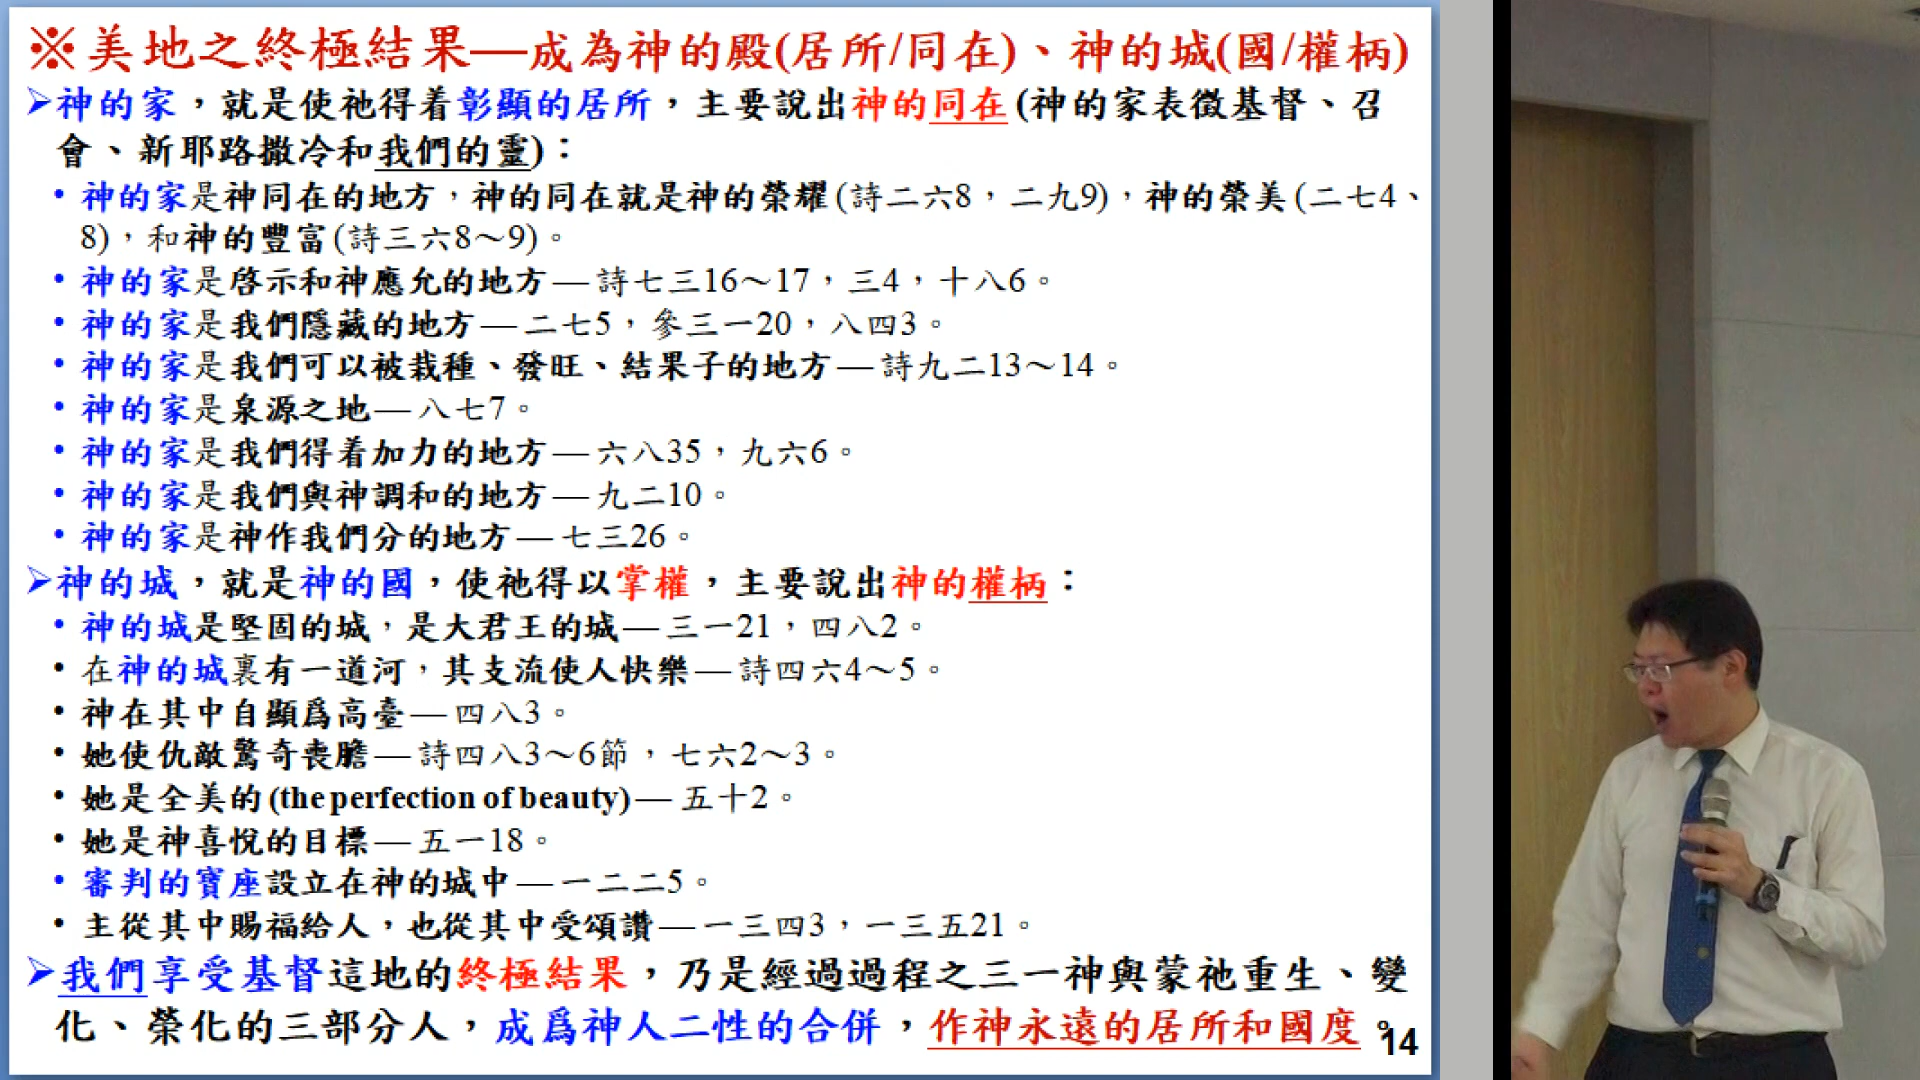 ※美地之終極結果—成為神的殿(居所/同在)、神的城(國/權柄)
➢神的家，就是使祂得着彰顯的居所，主要說出神的同在(神的家表徵基督、召
會、新耶路撒冷和我們的靈)：
•神的家是神同在的地方，神的同在就是神的榮耀(詩二六8，二九9)，神的榮美(二七4、
8)，和神的豐富(詩三六8～9)。
•神的家是啓示和神應允的地方—詩七三16～17，三4，十八6。
•神的家是我們隱藏的地方—二七5，參三一20，八四3。
•神的家是我們可以被栽種、發旺、結果子的地方—詩九二13～14。
•神的家是泉源之地—八七7。
•神的家是我們得着加力的地方—六八35，九六6。
•神的家是我們與神調和的地方—九二10。
•神的家是神作我們分的地方—七三26。
➢神的城，就是神的國，使祂得以掌權，主要說出神的權柄：
•神的城是堅固的城，是大君王的城—三一21，四八2。
•在神的城裏有一道河，其支流使人快樂—詩四六4～5。
•神在其中自顯爲高臺—四八3。
•她使仇敵驚奇喪膽—詩四八3～6節，七六2～3。
•她是全美的(the perfection of beauty)—五十2。
•她是神喜悅的目標—五一18。
•審判的寶座設立在神的城中—一二二5。
•主從其中賜福給人，也從其中受頌讚—一三四3，一三五21。
➢我們享受基督這地的終極結果，乃是經過過程之三一神與蒙祂重生、變
化、榮化的三部分人，成爲神人二性的合併，作神永遠的居所和國度。
14